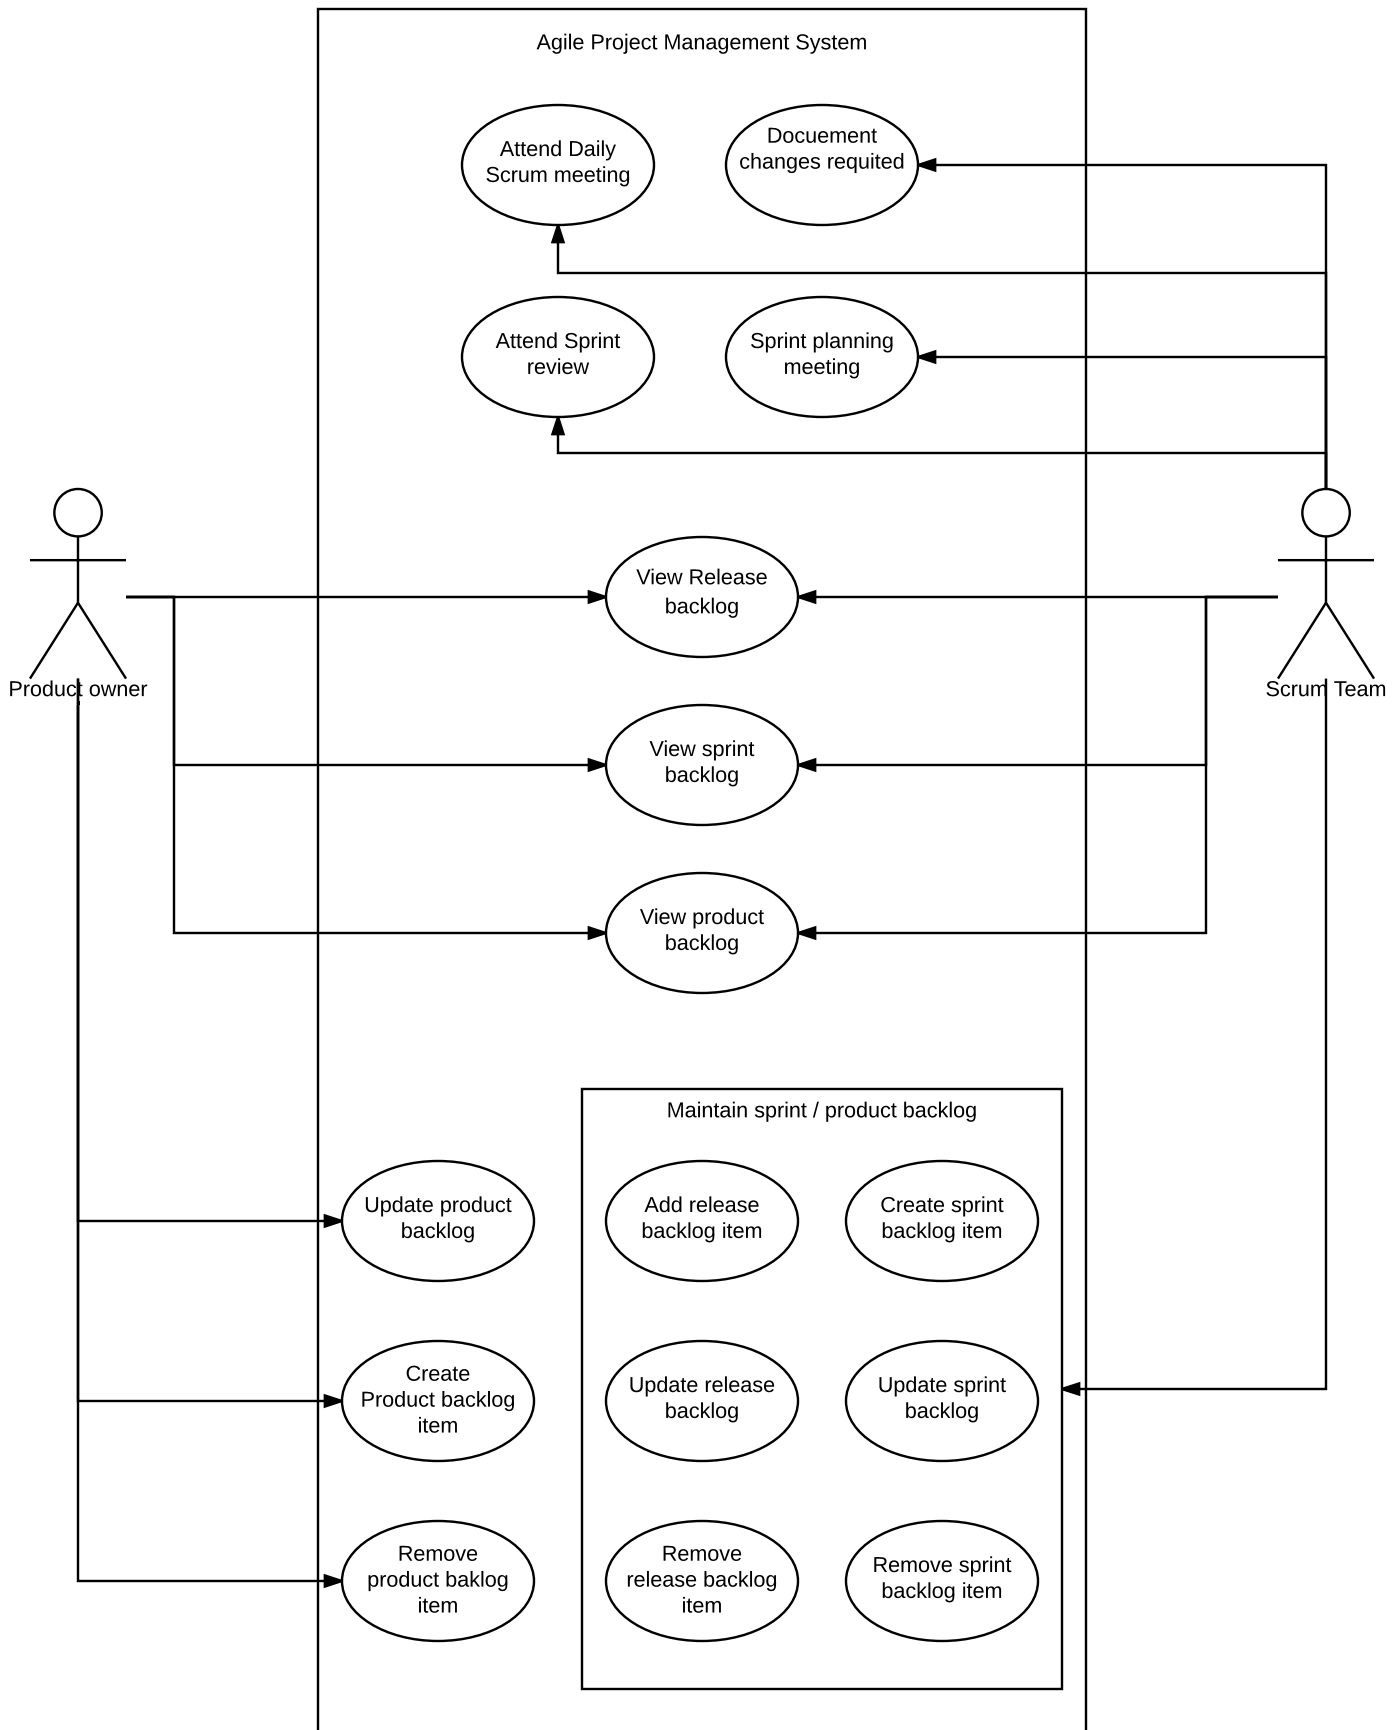 Agile Project Management System
Attend Daily
Scrum meeting
Docuement
changes requited
Attend Sprint
review
Sprint planning
meeting
Product owner
Scrum Team
View Release
backlog
View sprint
backlog
View product
backlog
Maintain sprint / product backlog
Update product
backlog
Add release
backlog item
Create sprint
backlog item
Create
Product backlog
item
Update release
backlog
Update sprint
backlog
Remove
product baklog
item
Remove
release backlog
item
Remove sprint
backlog item